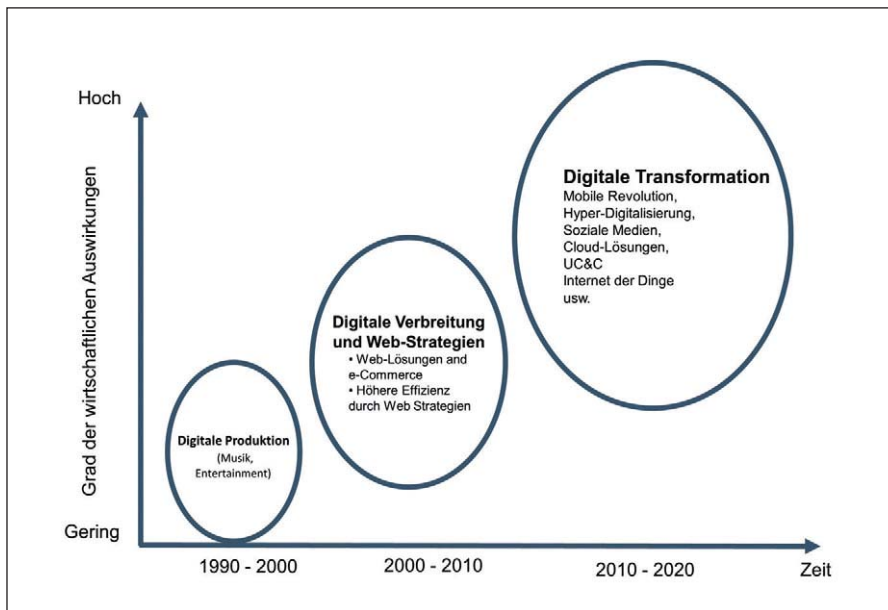 Hoch
Grad der wirtschaftlichen Auswirkungen
Gering
Digitale Produktion
(Musik,
Entertainment)
Digitale Verbreitung
und Web-Strategien
• Web-Lösungen and
e-Commerce
• Höhere Effizienz
durch Web Strategien
Digitale Transformation
Mobile Revolution,
Hyper-Digitalisierung,
Soziale Medien,
Cloud-Lösungen,
UC&C
Internet der Dinge
usw.
1990 - 2000
2000 - 2010
2010 - 2020
Zeit